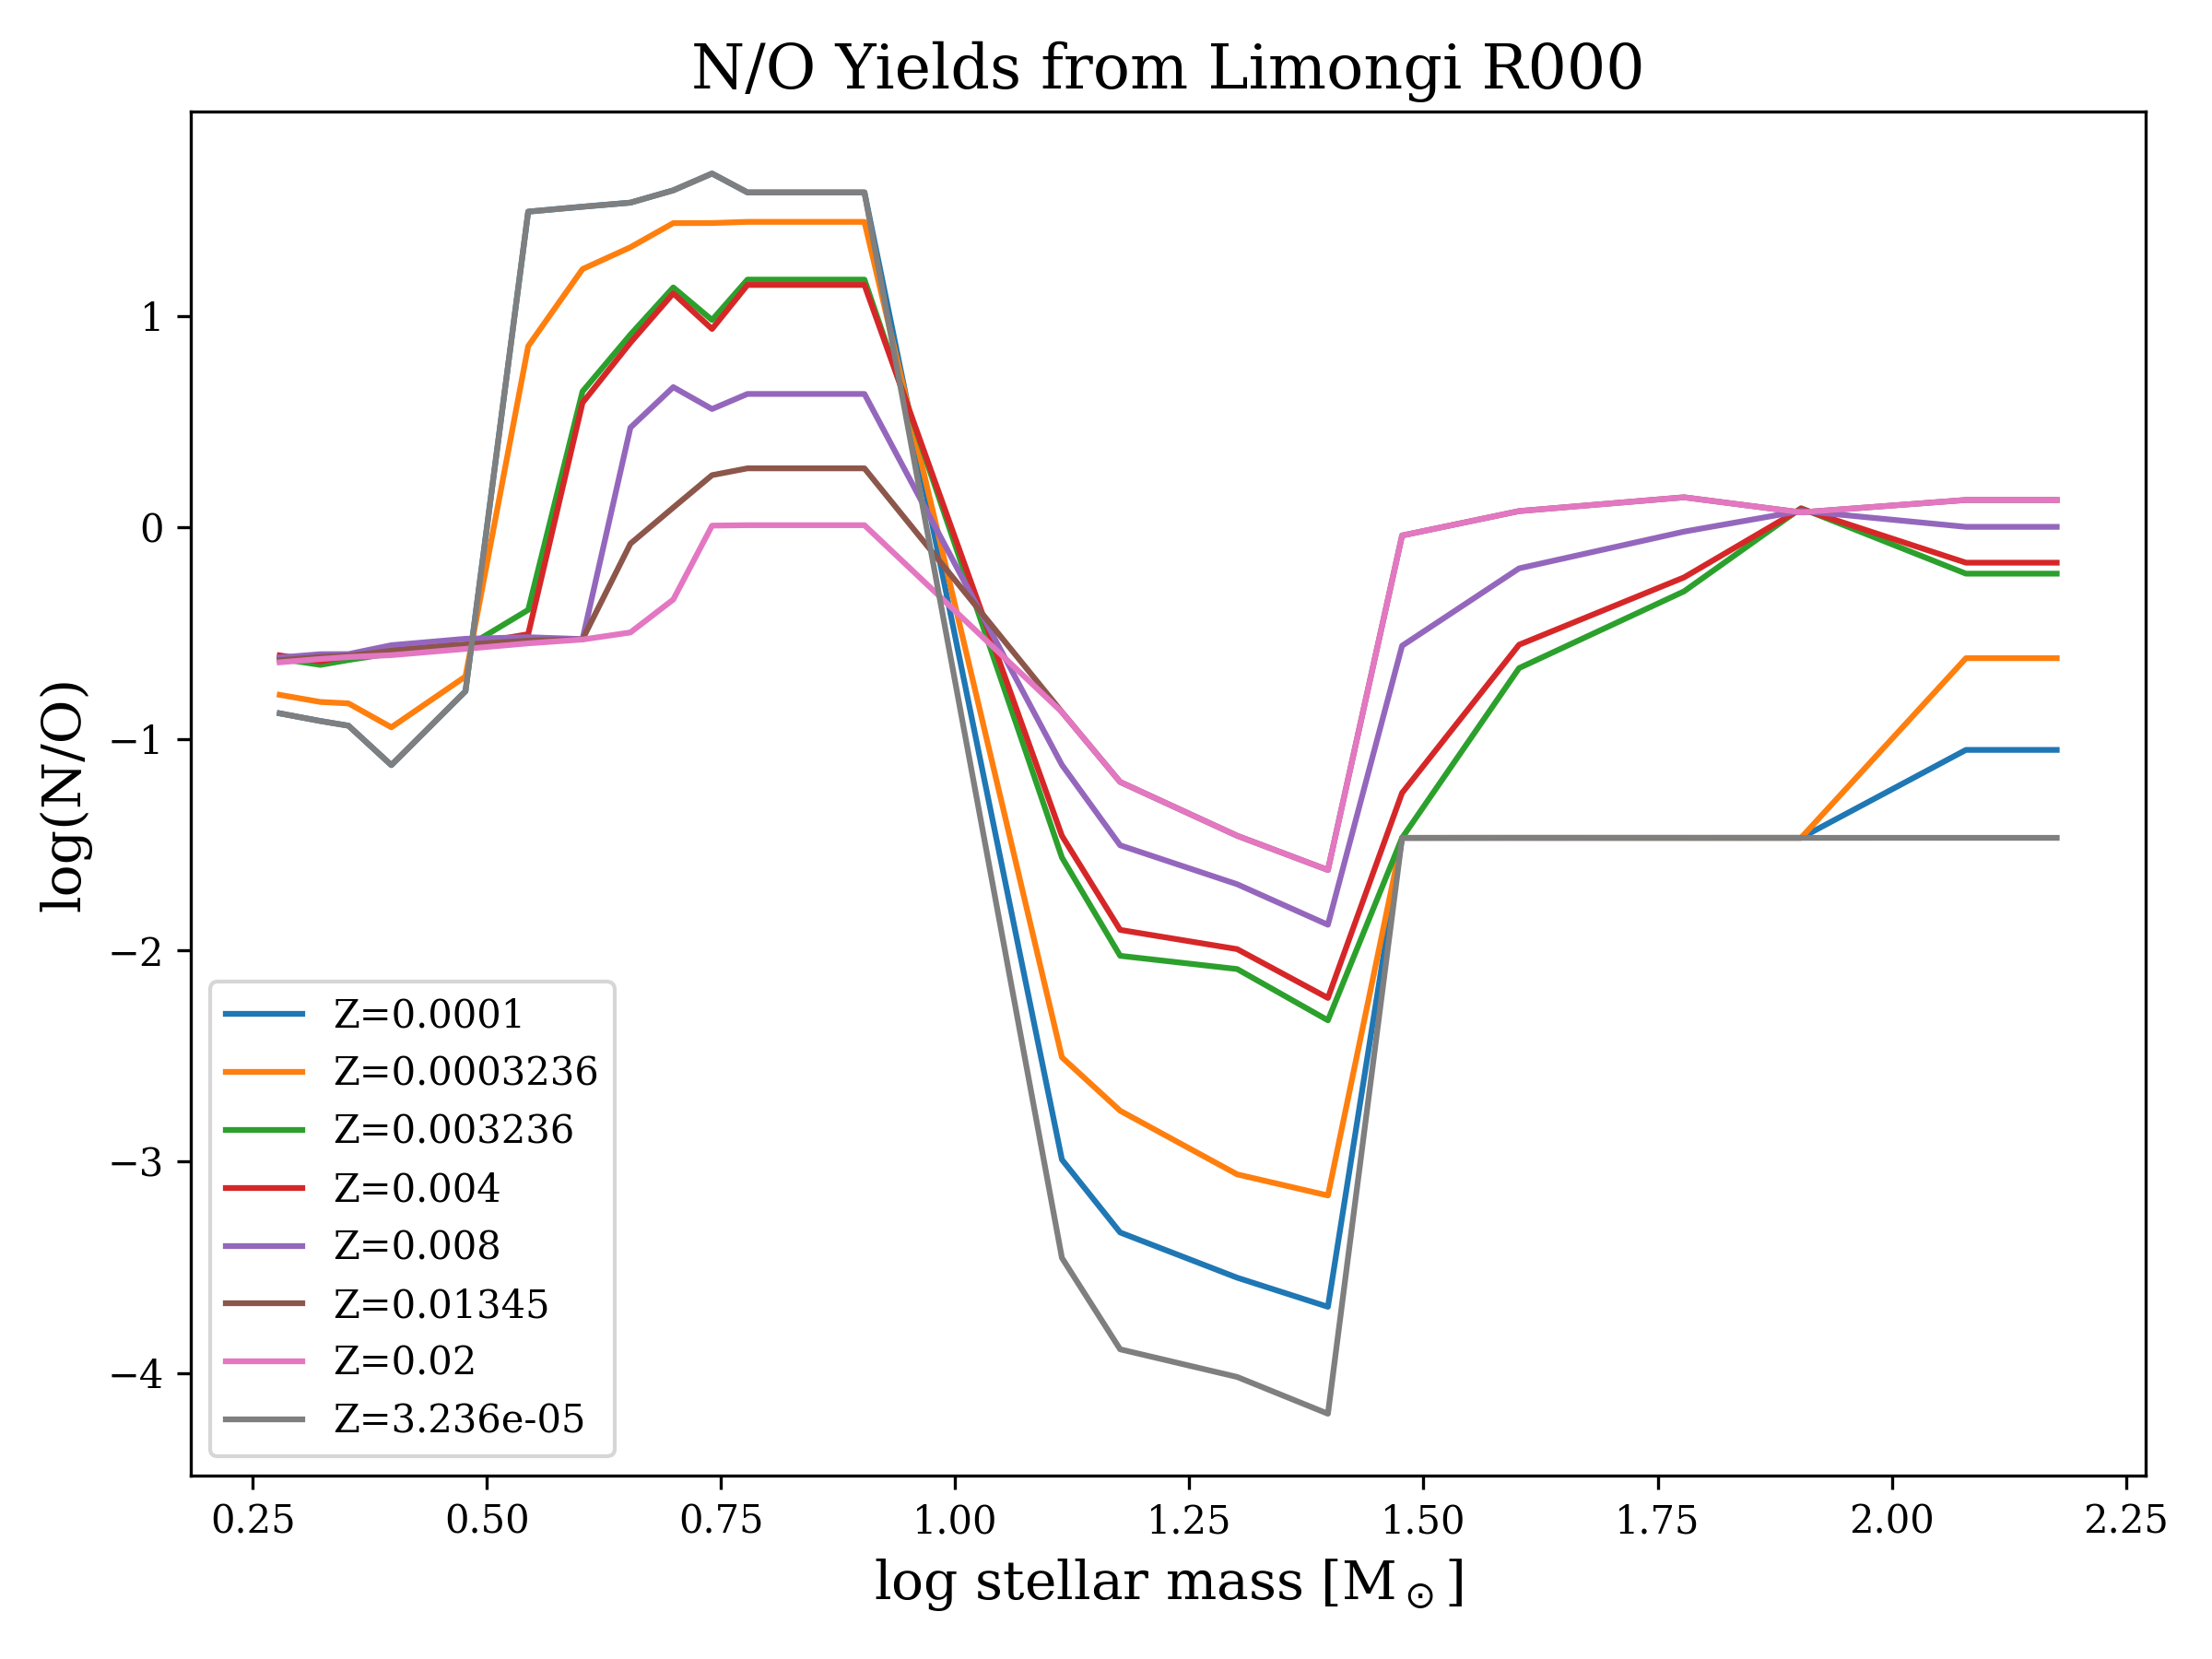 N/O Yields from Limongi R000
log(N/O)
1
0
−1
−2
−3
−4
Z=0.0001
Z=0.0003236
Z=0.003236
Z=0.004
Z=0.008
Z=0.01345
Z=0.02
Z=3.236e-05
0.25 0.50 0.75 1.00 1.25 1.50 1.75 2.00 2.25
log stellar mass [M⊙]